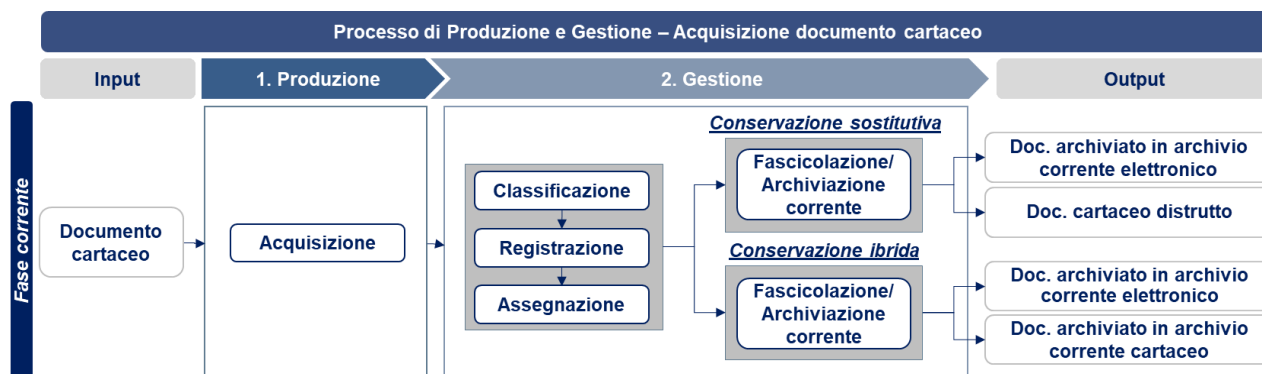 Processo di Produzione e Gestione – Acquisizione documento cartaceo
Input
1. Produzione
2. Gestione
Output
Fase corrente
Documento
cartaceo
Acquisizione
Classificazione
Registrazione
Assegnazione
Conservazione sostitutiva
Fascicolazione/
Archiviazione
corrente
Conservazione ibrida
Fascicolazione/
Archiviazione
corrente
Doc. archiviato in archivio
corrente elettronico
Doc. cartaceo distrutto
Doc. archiviato in archivio
corrente elettronico
Doc. archiviato in archivio
corrente cartaceo